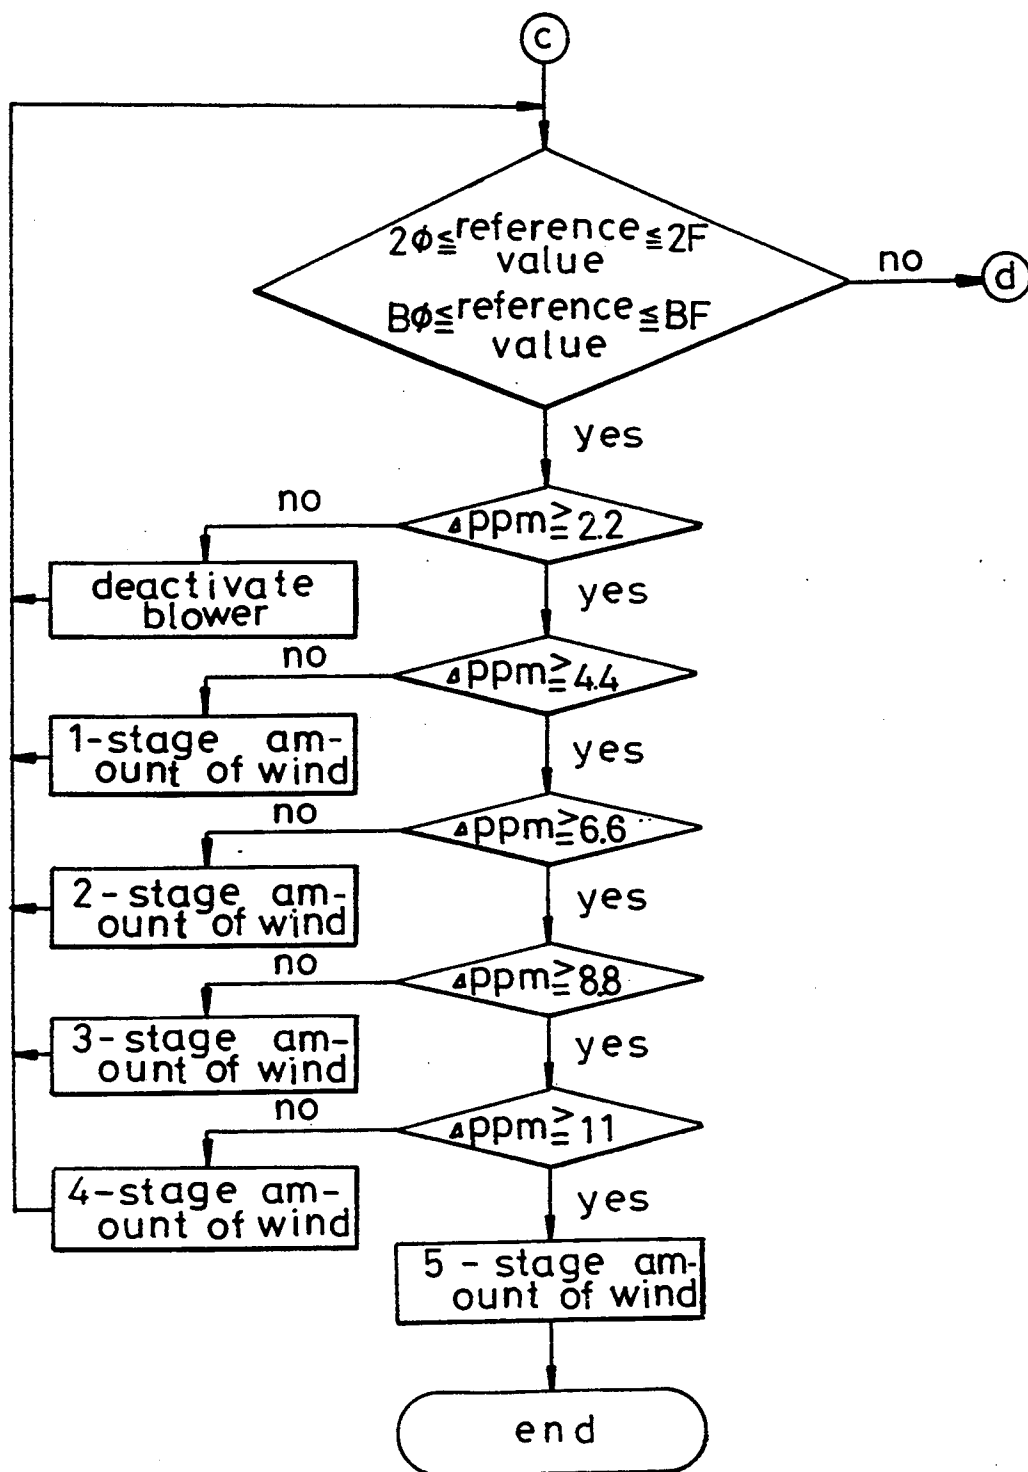 c
2φ≦reference≦2F
value
no
d
Bφ≦reference≦BF
value
yes
no
Δppm≧2.2
deactivate
blower
yes
no
Δppm≧4.4
1-stage am-
ount of wind
yes
no
Δppm≧6.6
2-stage am-
ount of wind
yes
no
Δppm≧8.8
3-stage am-
ount of wind
yes
no
Δppm≧11
4-stage am-
ount of wind
yes
5-stage am-
ount of wind
end